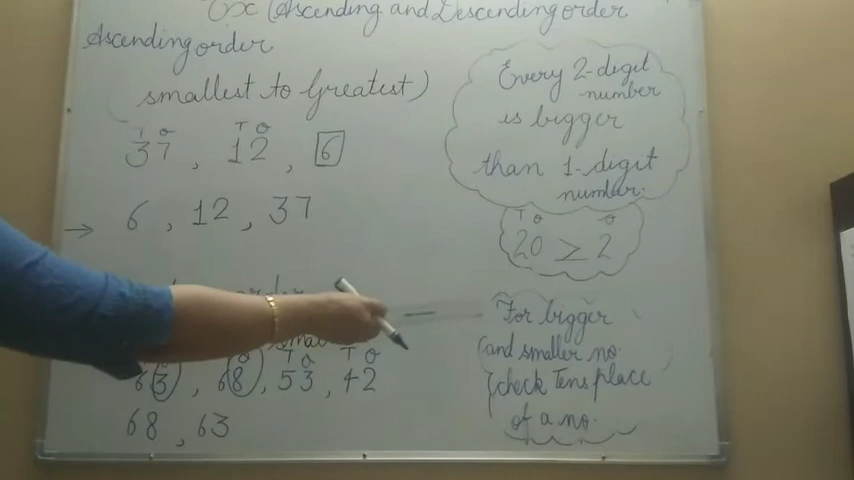 (Ascending and Descending order
Ascending order
smallest to Greatest)
T O T O
37 , 12 , 6
→ 6 , 12 , 37
O O T O T O
63 , 68 , 53 , 42
68 , 63
Every 2-digit
number
is bigger
than 1-digit
number.
T O O
20 ≥ 2
For bigger
and smaller no.
check Tens place
of a no.